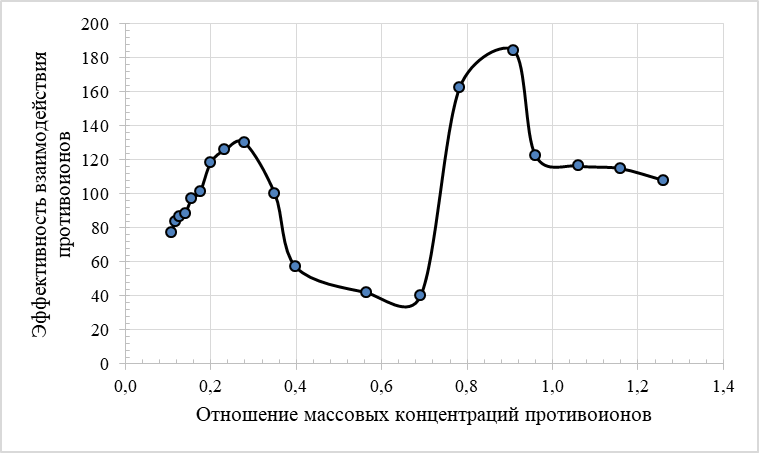 Эффективность взаимодействия
противоионов
200
180
160
140
120
100
80
60
40
20
0
0,0 0,2 0,4 0,6 0,8 1,0 1,2 1,4
Отношение массовых концентраций противоионов